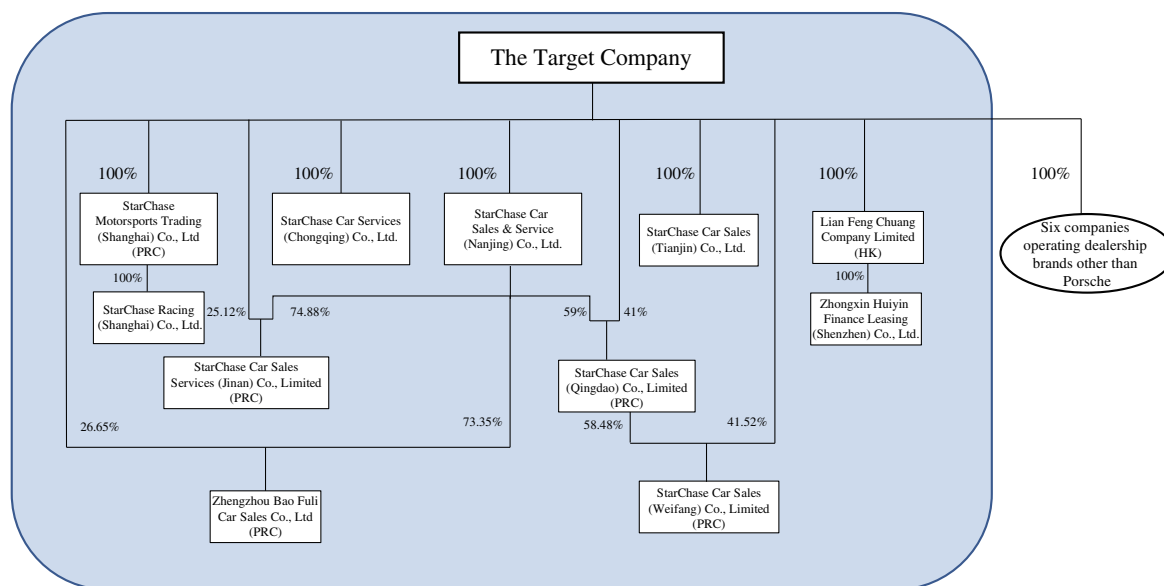 The Target Company
100%
100%
100%
100%
100%
100%
StarChase
Motorsports Trading
(Shanghai) Co., Ltd
(PRC)
StarChase Car Services
(Chongqing) Co., Ltd.
StarChase Car
Sales & Service
(Nanjing) Co., Ltd.
StarChase Car Sales
(Tianjin) Co., Ltd.
Lian Feng Chuang
Company Limited
(HK)
Six companies
operating dealership
brands other than
Porsche
100%
100%
StarChase Racing
(Shanghai) Co., Ltd.
25.12%
74.88%
59%
41%
Zhongxin Huiyin
Finance Leasing
(Shenzhen) Co., Ltd.
StarChase Car Sales
Services (Jinan) Co., Limited
(PRC)
StarChase Car Sales
(Qingdao) Co., Limited
(PRC)
26.65%
73.35%
58.48%
41.52%
Zhengzhou Bao Fuli
Car Sales Co., Ltd
(PRC)
StarChase Car Sales
(Weifang) Co., Limited
(PRC)